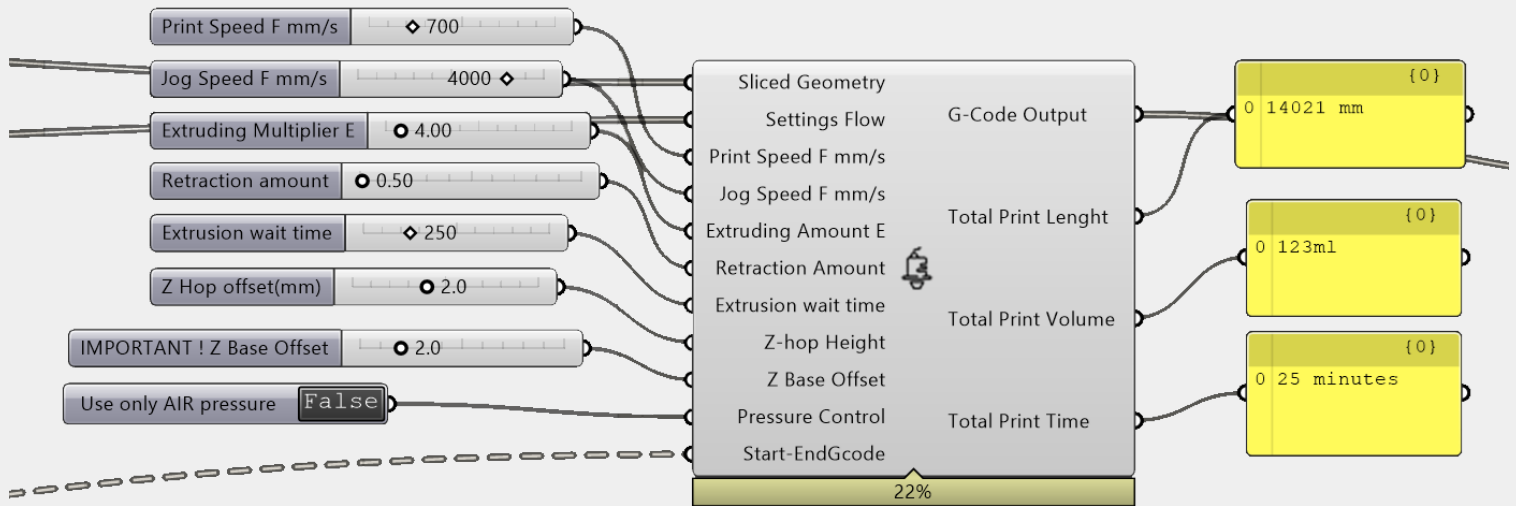 Print Speed F mm/s 700
Jog Speed F mm/s 4000
Extruding Multiplier E 4.00
Retraction amount 0.50
Extrusion wait time 250
Z Hop offset(mm) 2.0
IMPORTANT ! Z Base Offset 2.0
Use only AIR pressure False
Sliced Geometry
Settings Flow
Print Speed F mm/s
Jog Speed F mm/s
Extruding Amount E
Retraction Amount
Extrusion wait time
Z-hop Height
Z Base Offset
Pressure Control
Start-EndGcode
G-Code Output
Total Print Lenght
Total Print Volume
Total Print Time
22%
{0}
0 14021 mm
{0}
0 123ml
{0}
0 25 minutes